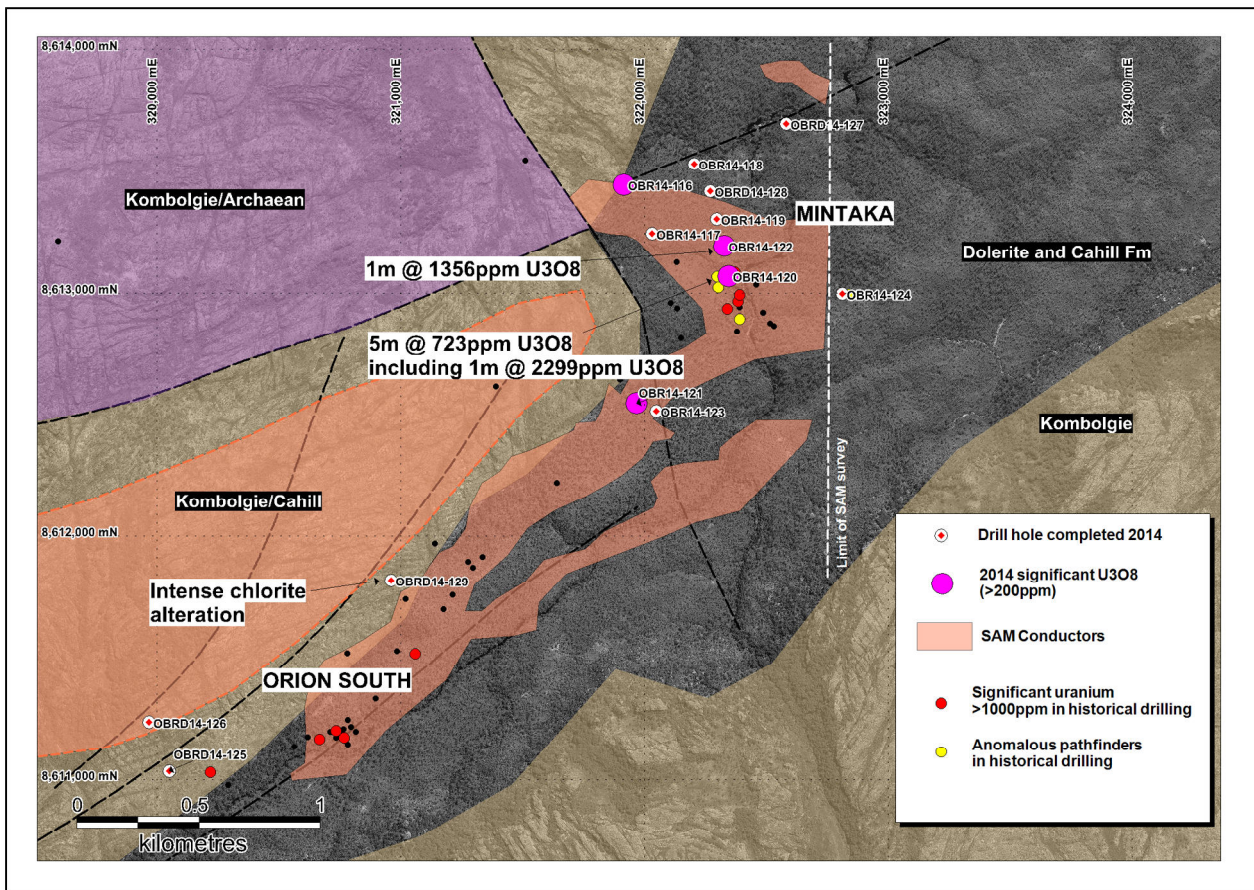 8,614,000 mN
320,000 mE
321,000 mE
322,000 mE
323,000 mE
324,000 mE
OBRD14-127
OBR14-118
Kombolgie/Archaean
OBR14-116
OBRD14-128
MINTAKA
OBR14-119
OBR14-117
OBR14-122
Dolerite and Cahill Fm
1m @ 1356ppm U3O8
OBR14-120
8,613,000 mN
OBR14-124
5m @ 723ppm U3O8
including 1m @ 2299ppm U3O8
OBR14-121
OBR14-123
Kombolgie
Kombolgie/Cahill
Limit of SAM survey
8,612,000 mN
Intense chlorite
alteration
OBRD14-129
ORION SOUTH
OBRD14-126
OBRD14-125
8,611,000 mN
0
0.5
1
kilometres
Drill hole completed 2014
2014 significant U3O8
(>200ppm)
SAM Conductors
Significant uranium
>1000ppm in historical drilling
Anomalous pathfinders
in historical drilling